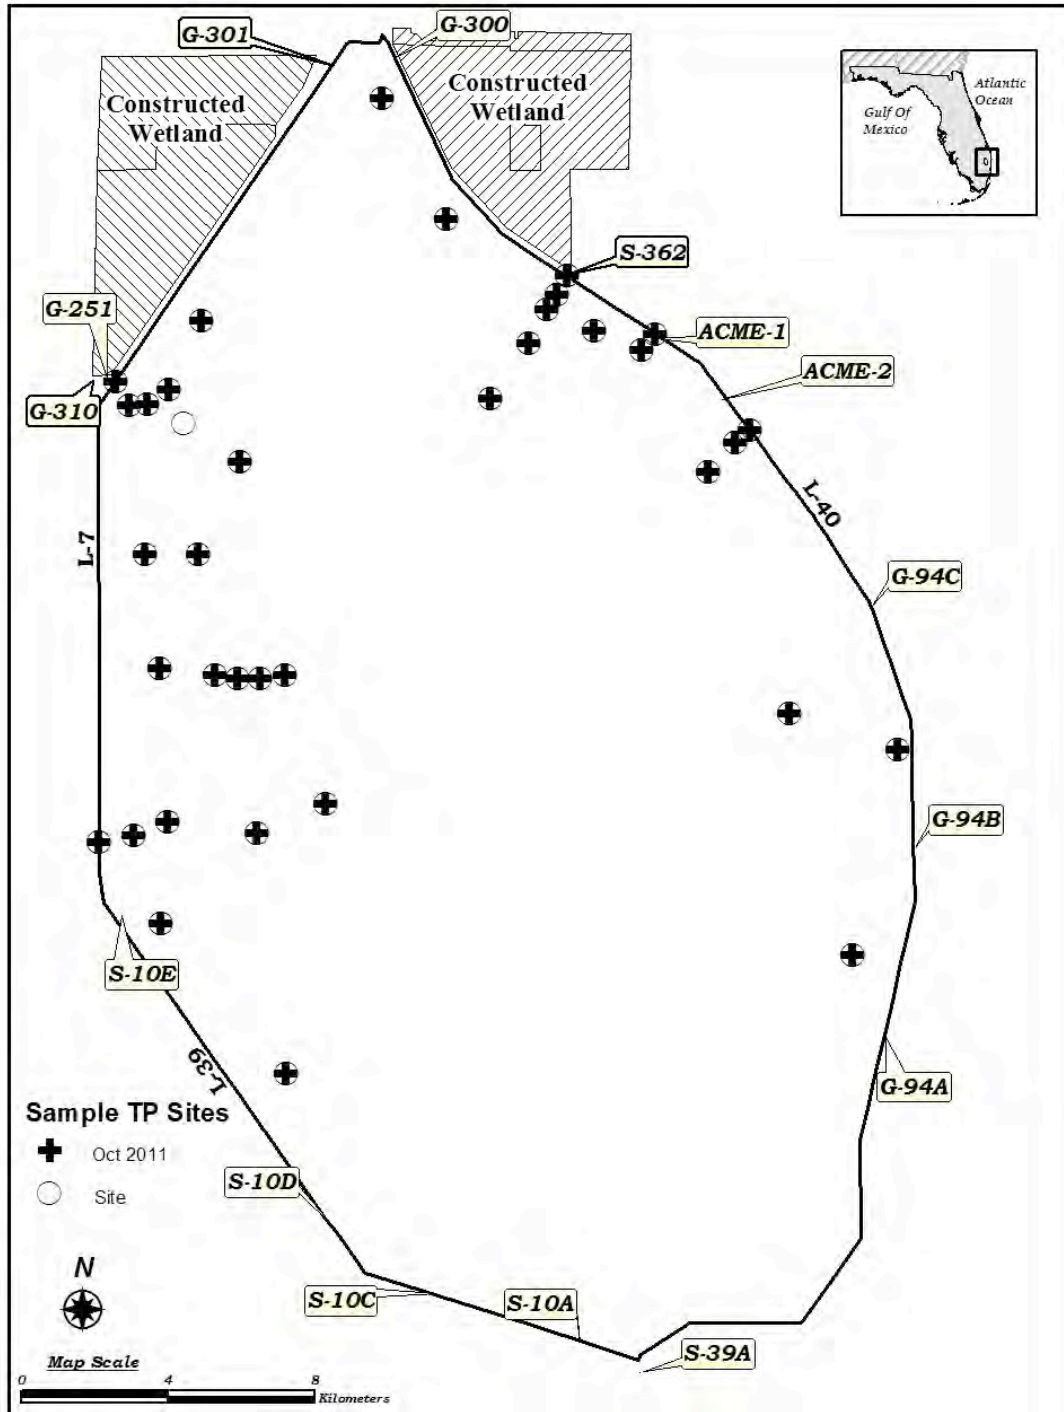 G-301
G-300
Constructed
Wetland
Constructed
Wetland
Atlantic
Ocean
Gulf Of
Mexico
S-362
G-251
ACME-1
ACME-2
G-310
L-40
L-7
G-94C
G-94B
S-10E
L-39
G-94A
Sample TP Sites
Oct 2011
Site
S-10D
N
S-10C
S-10A
S-39A
Map Scale
0 4 8
Kilometers